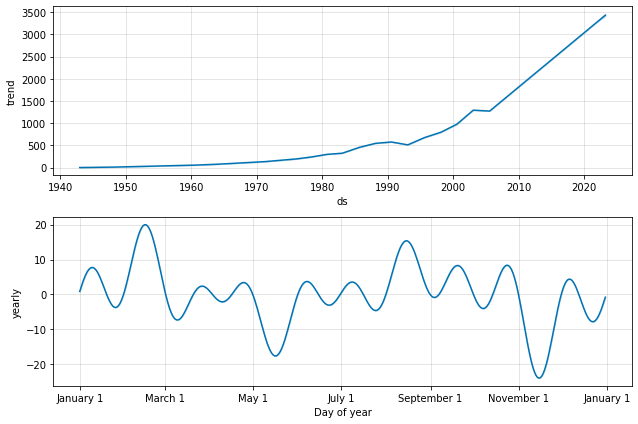 3500
3000
2500
2000
1500
1000
500
0
trend
1940 1950 1960 1970 1980 1990 2000 2010 2020
ds
20
10
0
−10
−20
yearly
January 1 March 1 May 1 July 1 September 1 November 1 January 1
Day of year